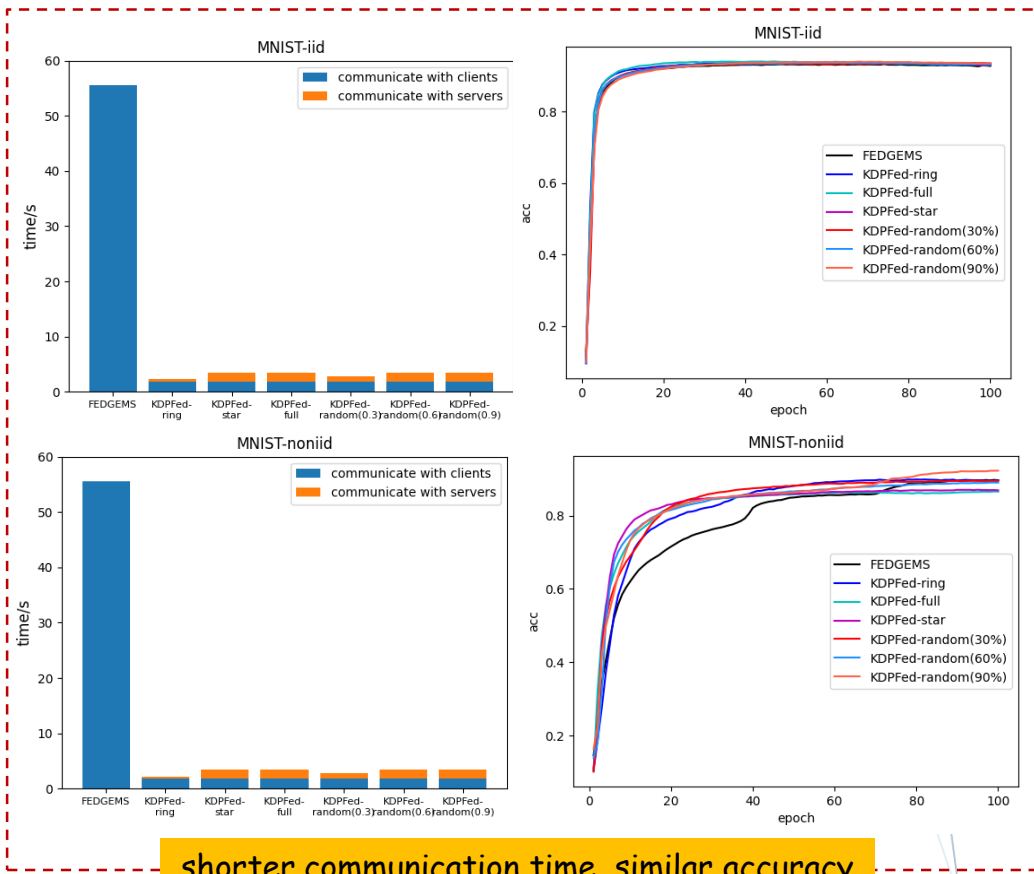 MNIST-iid
60
50
40
30
20
10
0
time/s
communicate with clients
communicate with servers
FEDGEMS
KDPFed-
ring
KDPFed-
star
KDPFed-
full
KDPFed-
random(0.3)
KDPFed-
random(0.6)
KDPFed-
random(0.9)
MNIST-iid
0.8
0.6
0.4
0.2
acc
FEDGEMS
KDPFed-ring
KDPFed-full
KDPFed-star
KDPFed-random(30%)
KDPFed-random(60%)
KDPFed-random(90%)
0 20 40 60 80 100
epoch
MNIST-noniid
60
50
40
30
20
10
0
time/s
communicate with clients
communicate with servers
FEDGEMS
KDPFed-
ring
KDPFed-
star
KDPFed-
full
KDPFed-
random(0.3)
KDPFed-
random(0.6)
KDPFed-
random(0.9)
MNIST-noniid
0.8
0.6
0.4
0.2
acc
FEDGEMS
KDPFed-ring
KDPFed-full
KDPFed-star
KDPFed-random(30%)
KDPFed-random(60%)
KDPFed-random(90%)
0 20 40 60 80 100
epoch
shorter communication time, similar accuracy